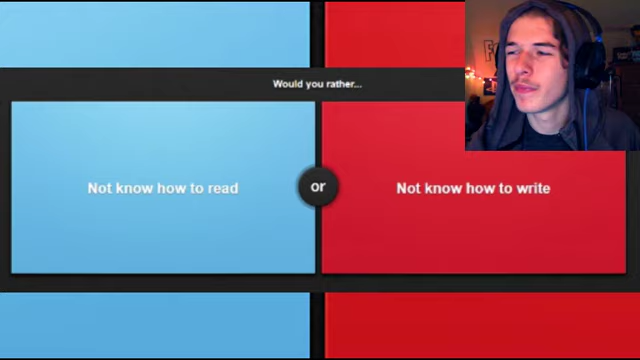 Would you rather...
Not know how to read
or
Not know how to write